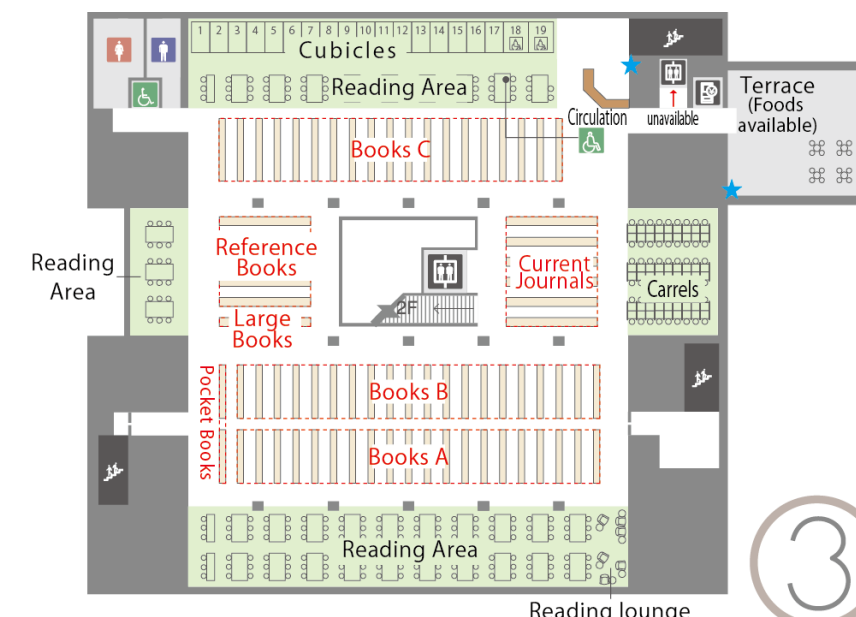 1 2 3 4 5 6 7 8 9 10 11 12 13 14 15 16 17 18 19
Cubicles
Reading Area
Circulation
unavailable
Terrace
(Foods
available)
Books C
Reading
Area
Reference
Books
Large
Books
2F
Current
Journals
Carrels
Pocket Books
Books B
Books A
Reading Area
Reading lounge
3